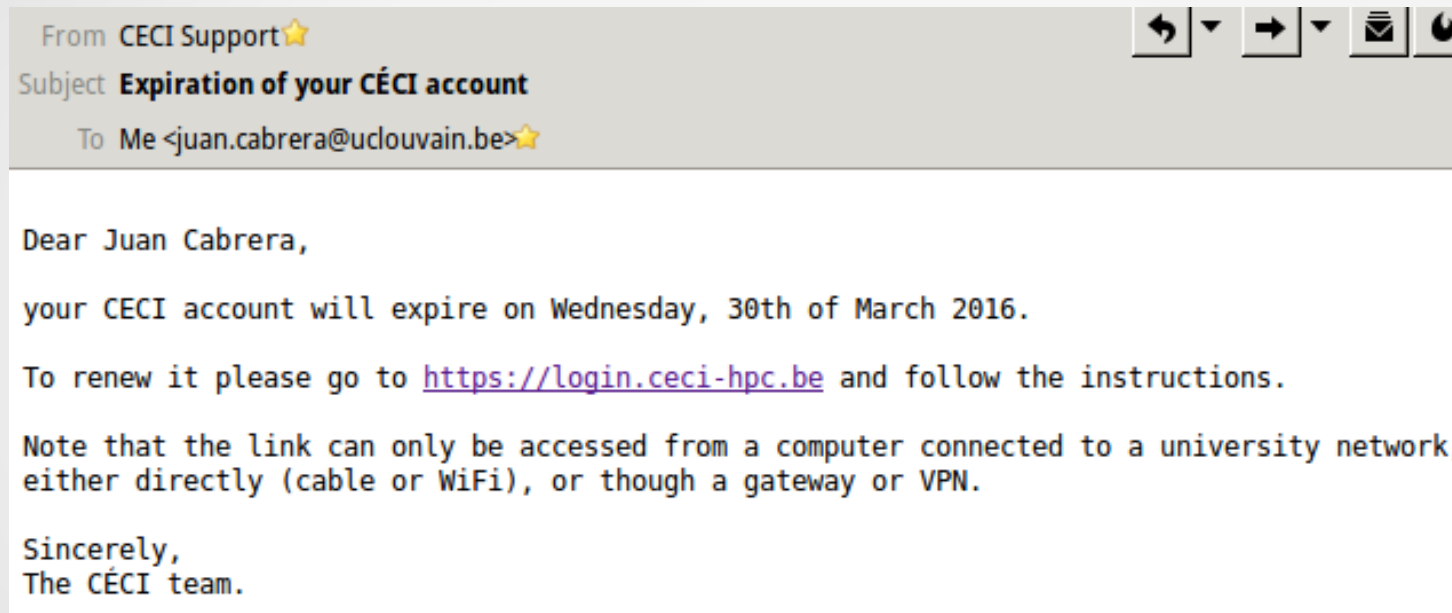 From CECI Support
Subject Expiration of your CÉCI account
To Me <juan.cabrera@uclouvain.be>
Dear Juan Cabrera,
your CECI account will expire on Wednesday, 30th of March 2016.
To renew it please go to https://login.ceci-hpc.be and follow the instructions.
Note that the link can only be accessed from a computer connected to a university network
either directly (cable or WiFi), or though a gateway or VPN.
Sincerely,
The CÉCI team.